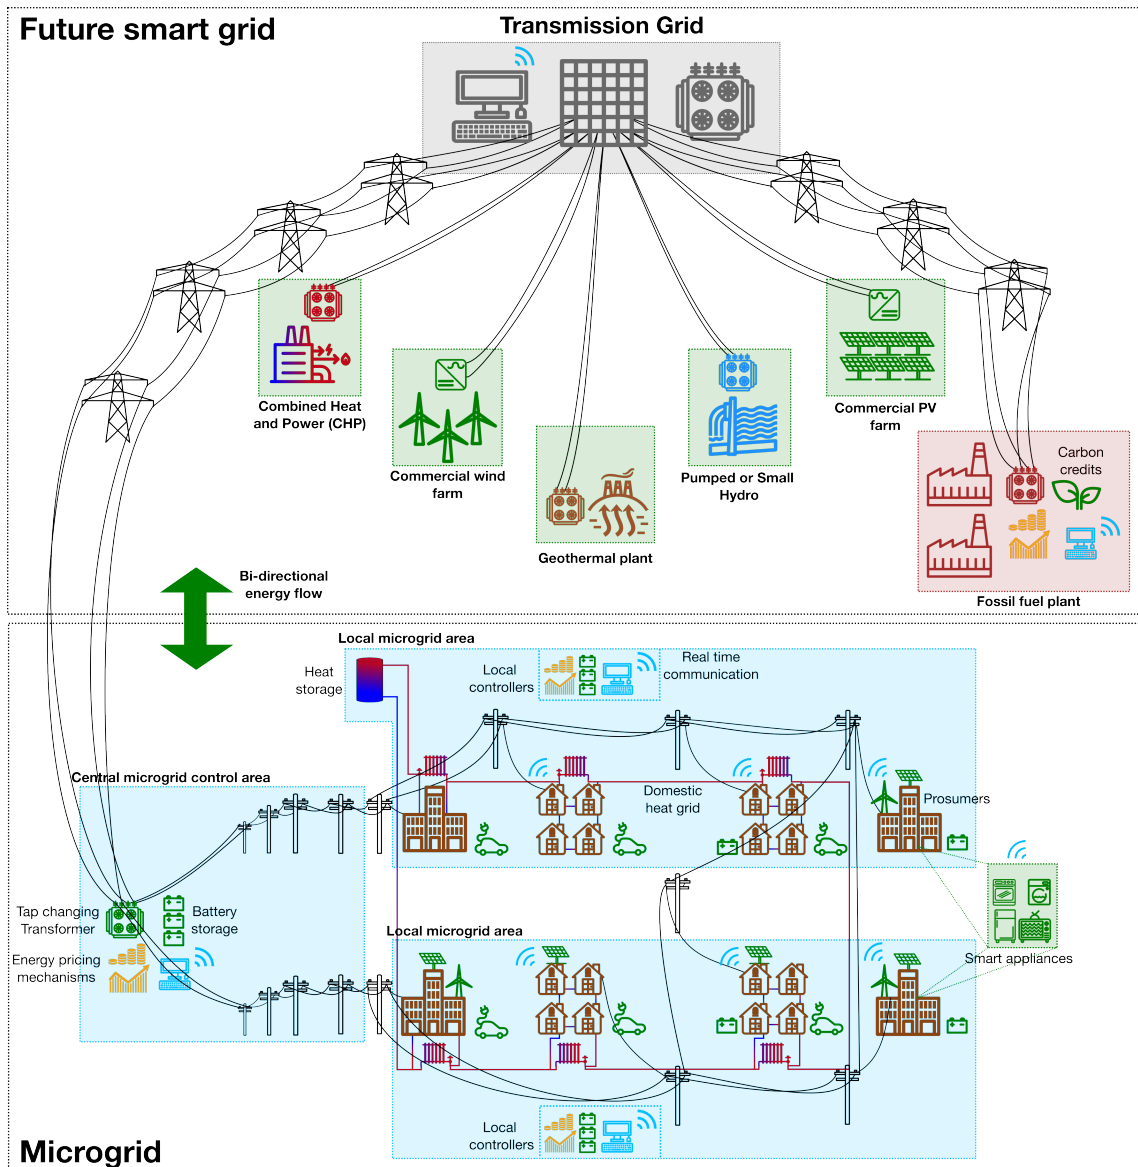 Future smart grid
Transmission Grid
Combined Heat
and Power (CHP)
Commercial wind
farm
Geothermal plant
Pumped or Small
Hydro
Commercial PV
farm
Carbon
credits
Fossil fuel plant
Bi-directional
energy flow
Local microgrid area
Heat
storage
Local
controllers
Real time
communication
Central microgrid control area
Domestic
heat grid
Prosumers
Tap changing
Transformer
Battery
storage
Energy pricing
mechanisms
Local microgrid area
Smart appliances
Local
controllers
Microgrid